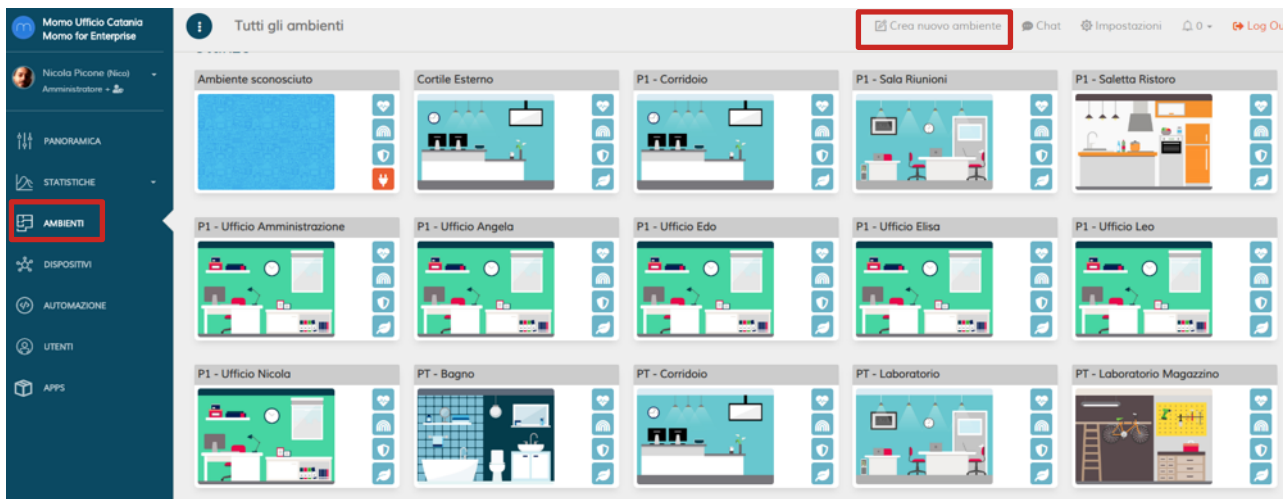 Momo Ufficio Catania
Momo for Enterprise
Tutti gli ambienti
Crea nuovo ambiente
Chat
Impostazioni
0
Log Ou
Nicola Picone (Nico)
Amministratore
PANORAMICA
STATISTICHE
AMBIENTI
DISPOSITIVI
AUTOMAZIONE
UTENTI
APPS
Ambiente sconosciuto
Cortile Esterno
P1 - Corridoio
P1 - Sala Riunioni
P1 - Saletta Ristoro
P1 - Ufficio Amministrazione
P1 - Ufficio Angela
P1 - Ufficio Edo
P1 - Ufficio Elisa
P1 - Ufficio Leo
P1 - Ufficio Nicola
PT - Bagno
PT - Corridoio
PT - Laboratorio
PT - Laboratorio Magazzino